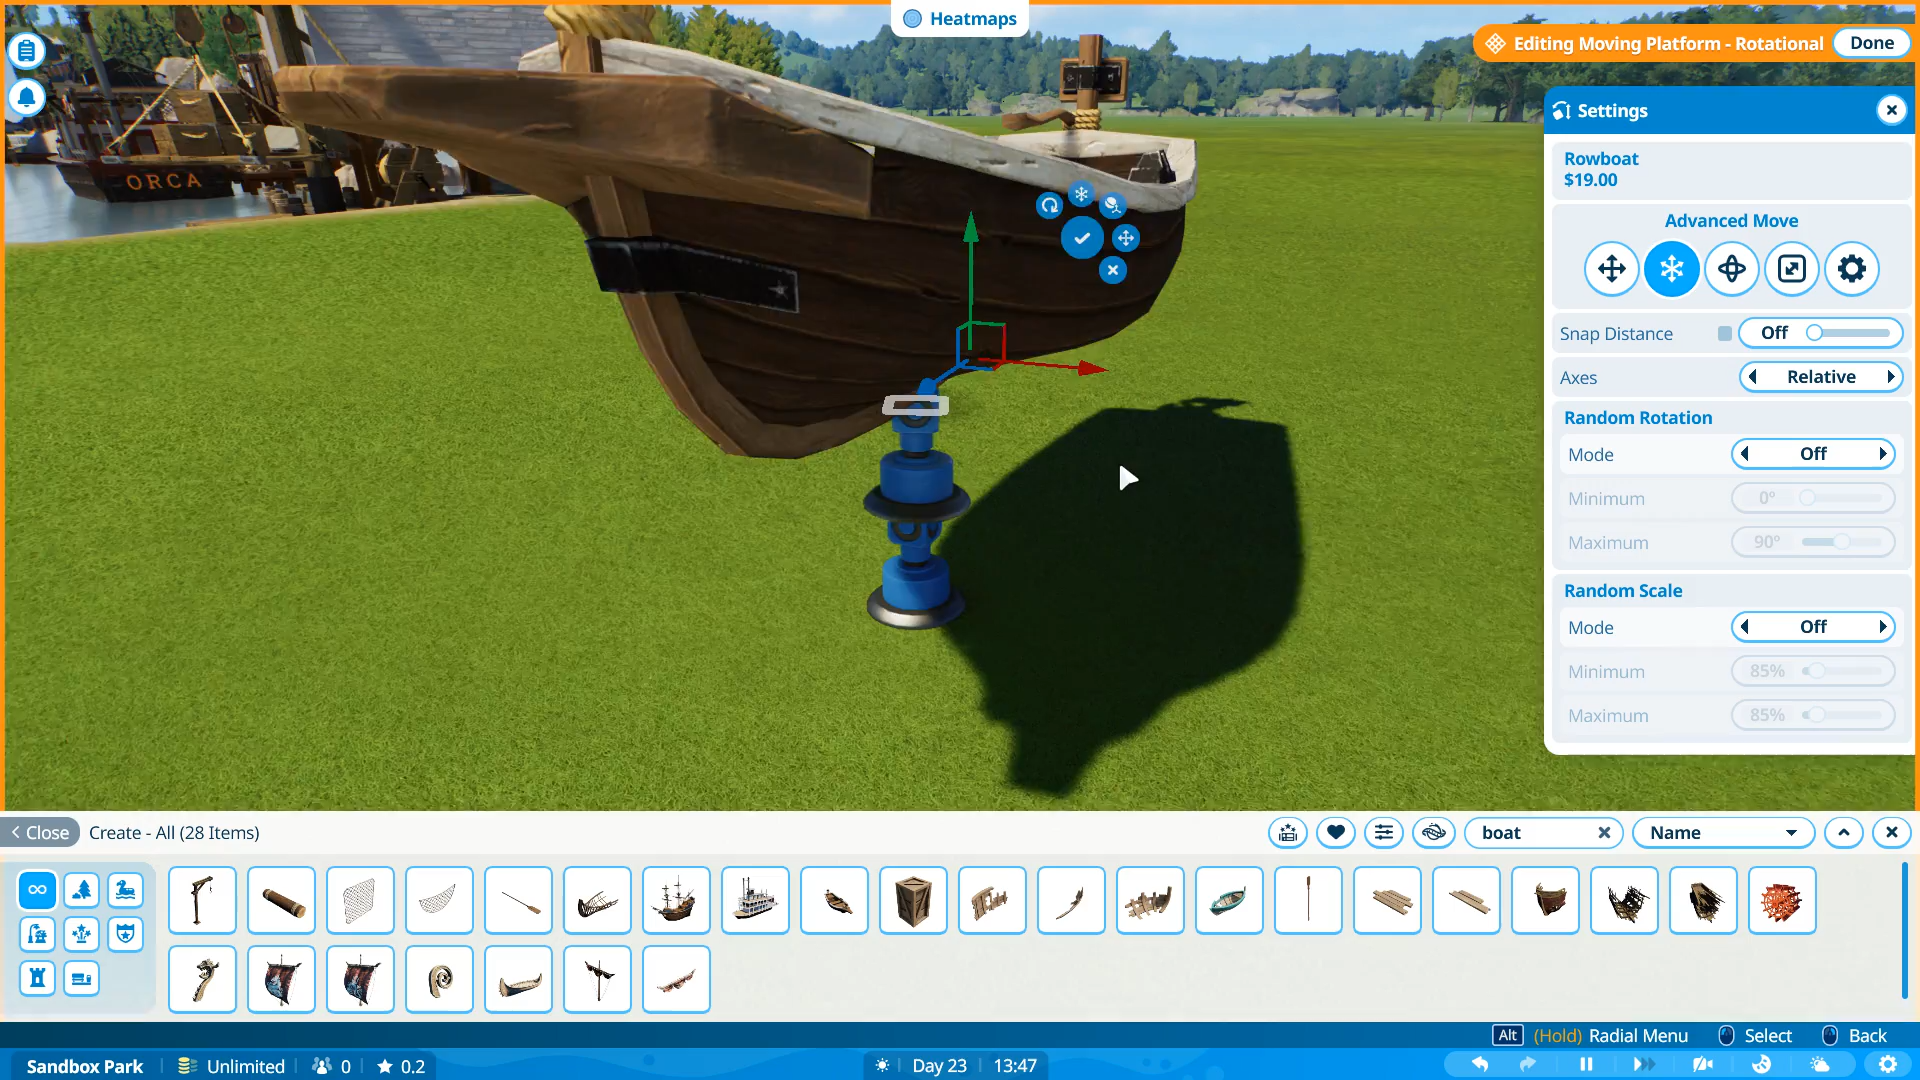 Heatmaps
Editing Moving Platform - Rotational
Done
ORCA
Settings
Rowboat
$19.00
Advanced Move
Snap Distance
Off
Axes
Relative
Random Rotation
Mode
Off
Minimum
0°
Maximum
90°
Random Scale
Mode
Off
Minimum
85%
Maximum
85%
Close
Create - All (28 Items)
boat
Name
Alt
(Hold) Radial Menu
Select
Back
Sandbox Park
Unlimited
0
0.2
Day 23
13:47